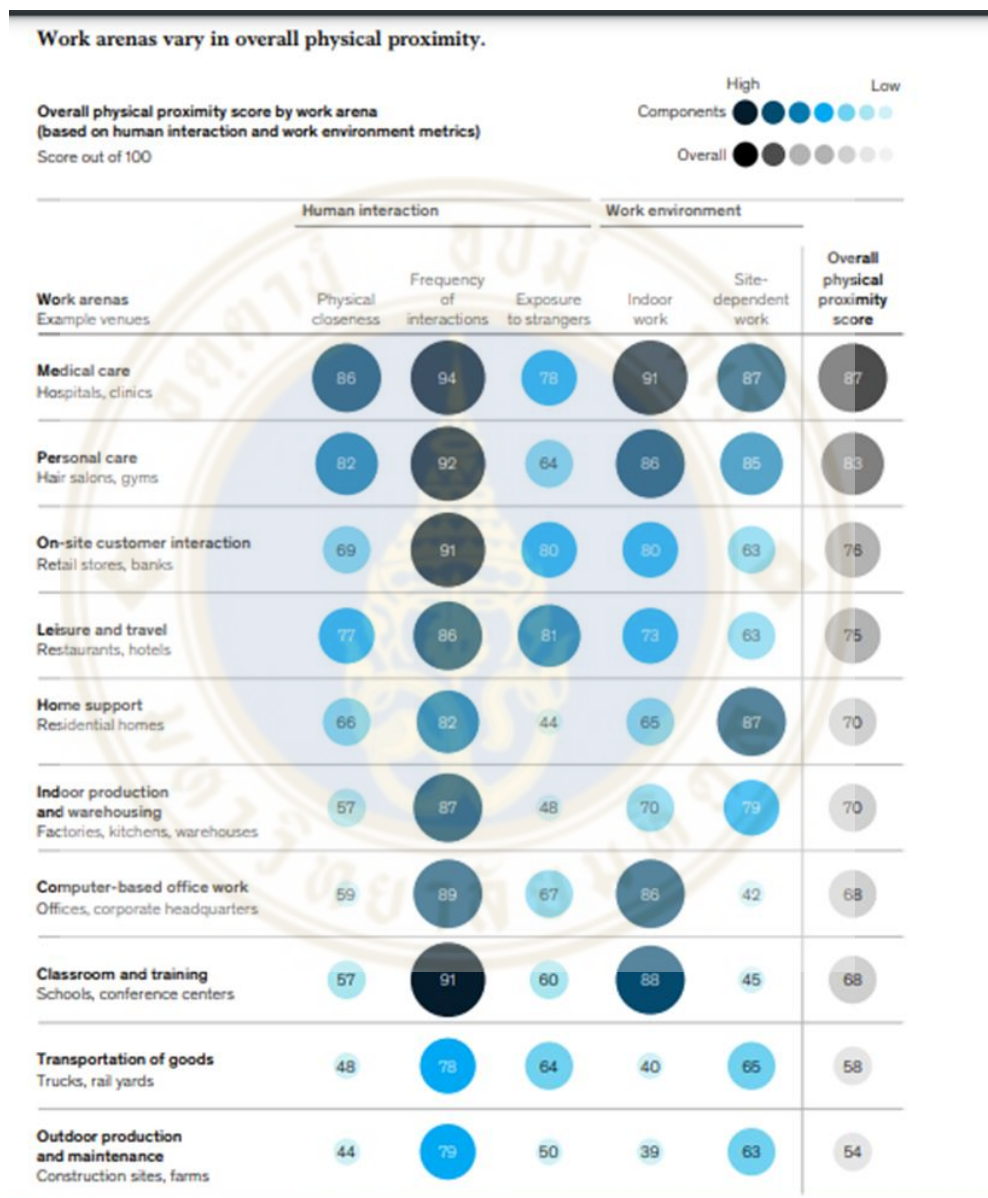 Work arenas vary in overall physical proximity.
High Low
Overall physical proximity score by work arena
(based on human interaction and work environment metrics)
Score out of 100
Components
Overall
Human interaction Work environment
Work arenas
Example venues
Physical closeness
Frequency of interactions
Exposure to strangers
Indoor work
Site-dependent work
Overall physical proximity score
Medical care
Hospitals, clinics
86 94 78 91 87 87
Personal care
Hair salons, gyms
82 92 64 86 85 83
On-site customer interaction
Retail stores, banks
69 91 80 80 63 76
Leisure and travel
Restaurants, hotels
77 86 81 73 63 75
Home support
Residential homes
66 82 44 65 87 70
Indoor production
and warehousing
Factories, kitchens, warehouses
57 87 48 70 79 70
Computer-based office work
Offices, corporate headquarters
59 89 67 86 42 68
Classroom and training
Schools, conference centers
57 91 60 88 45 68
Transportation of goods
Trucks, rail yards
48 78 64 40 65 58
Outdoor production
and maintenance
Construction sites, farms
44 79 50 39 63 54